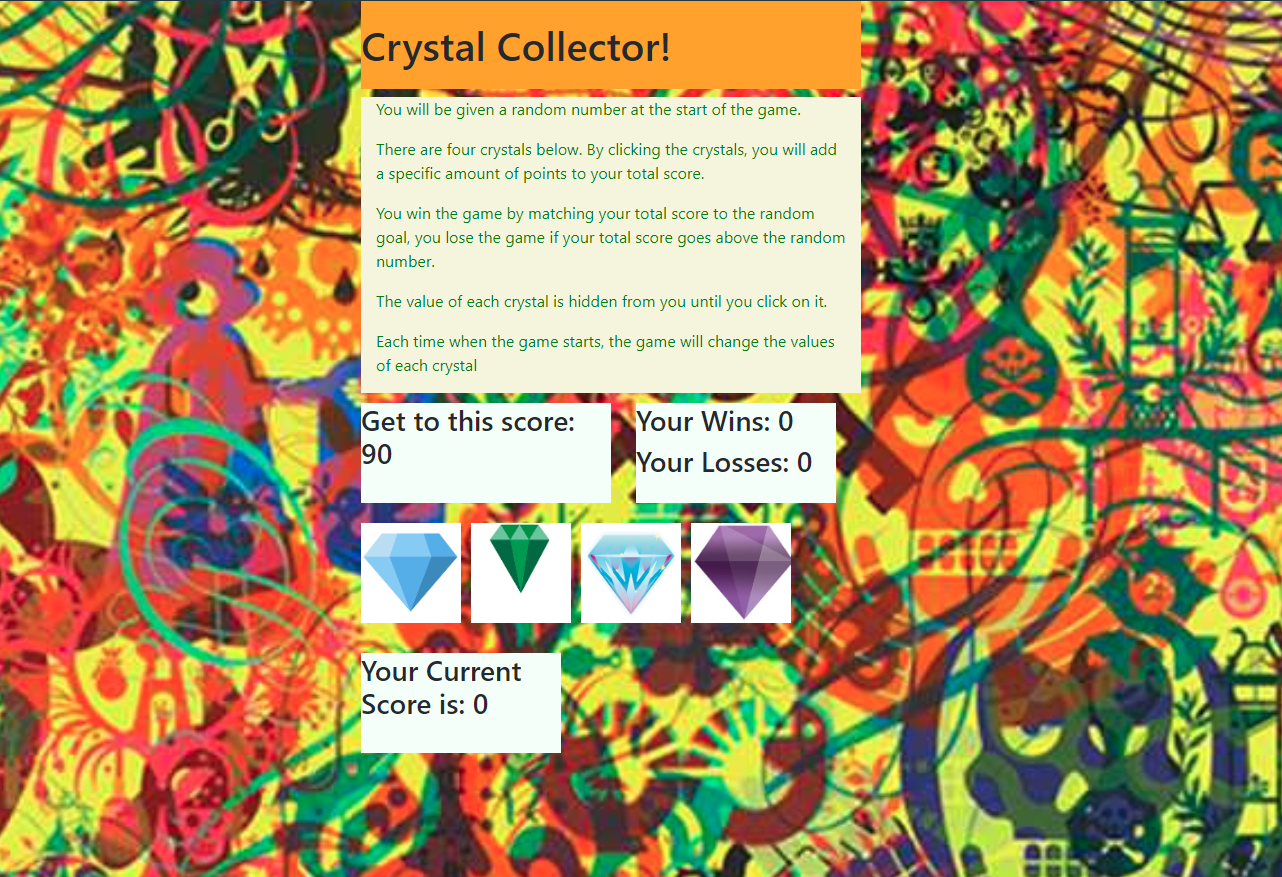 Crystal Collector!
You will be given a random number at the start of the game.
There are four crystals below. By clicking the crystals, you will add
a specific amount of points to your total score.
You win the game by matching your total score to the random
goal, you lose the game if your total score goes above the random
number.
The value of each crystal is hidden from you until you click on it.
Each time when the game starts, the game will change the values
of each crystal
Get to this score:
90
Your Wins: 0
Your Losses: 0
Your Current
Score is: 0